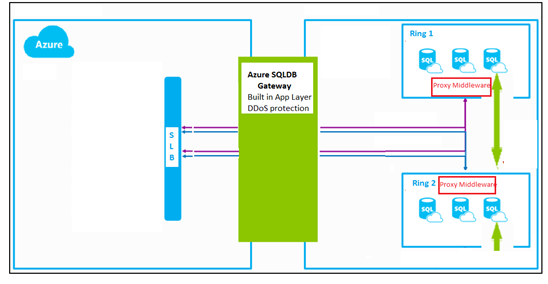 Azure
S
L
B
Azure SQLDB
Gateway
Built in App Layer
DDoS protection
Ring 1
SQL
SQL
SQL
Proxy Middleware
Ring 2
Proxy Middleware
SQL
SQL
SQL